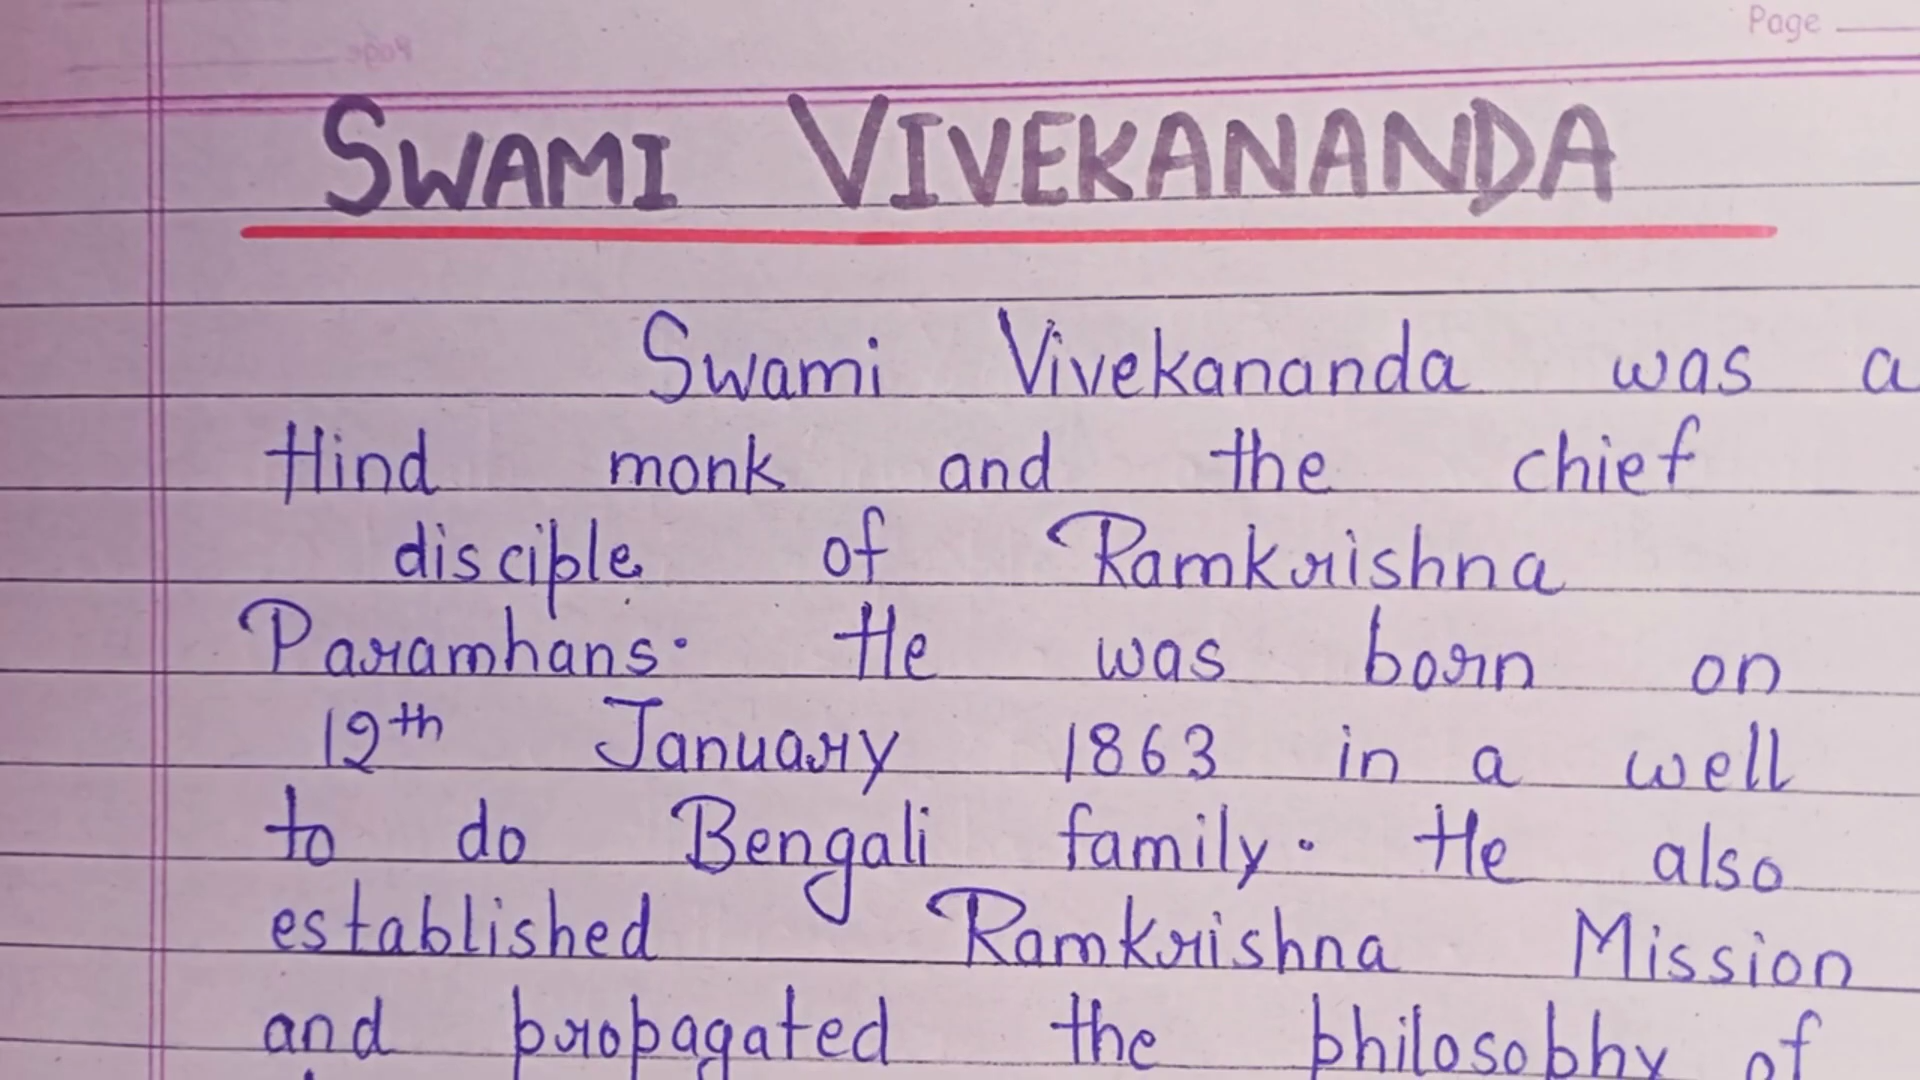 Page
SWAMI VIVEKANANDA
Swami Vivekananda was a
Hind monk and the chief
disciple of Ramkrishna
Paramhans. He was born on
12th January 1863 in a well
to do Bengali family. He also
established Ramkrishna Mission
and propagated the philosophy of